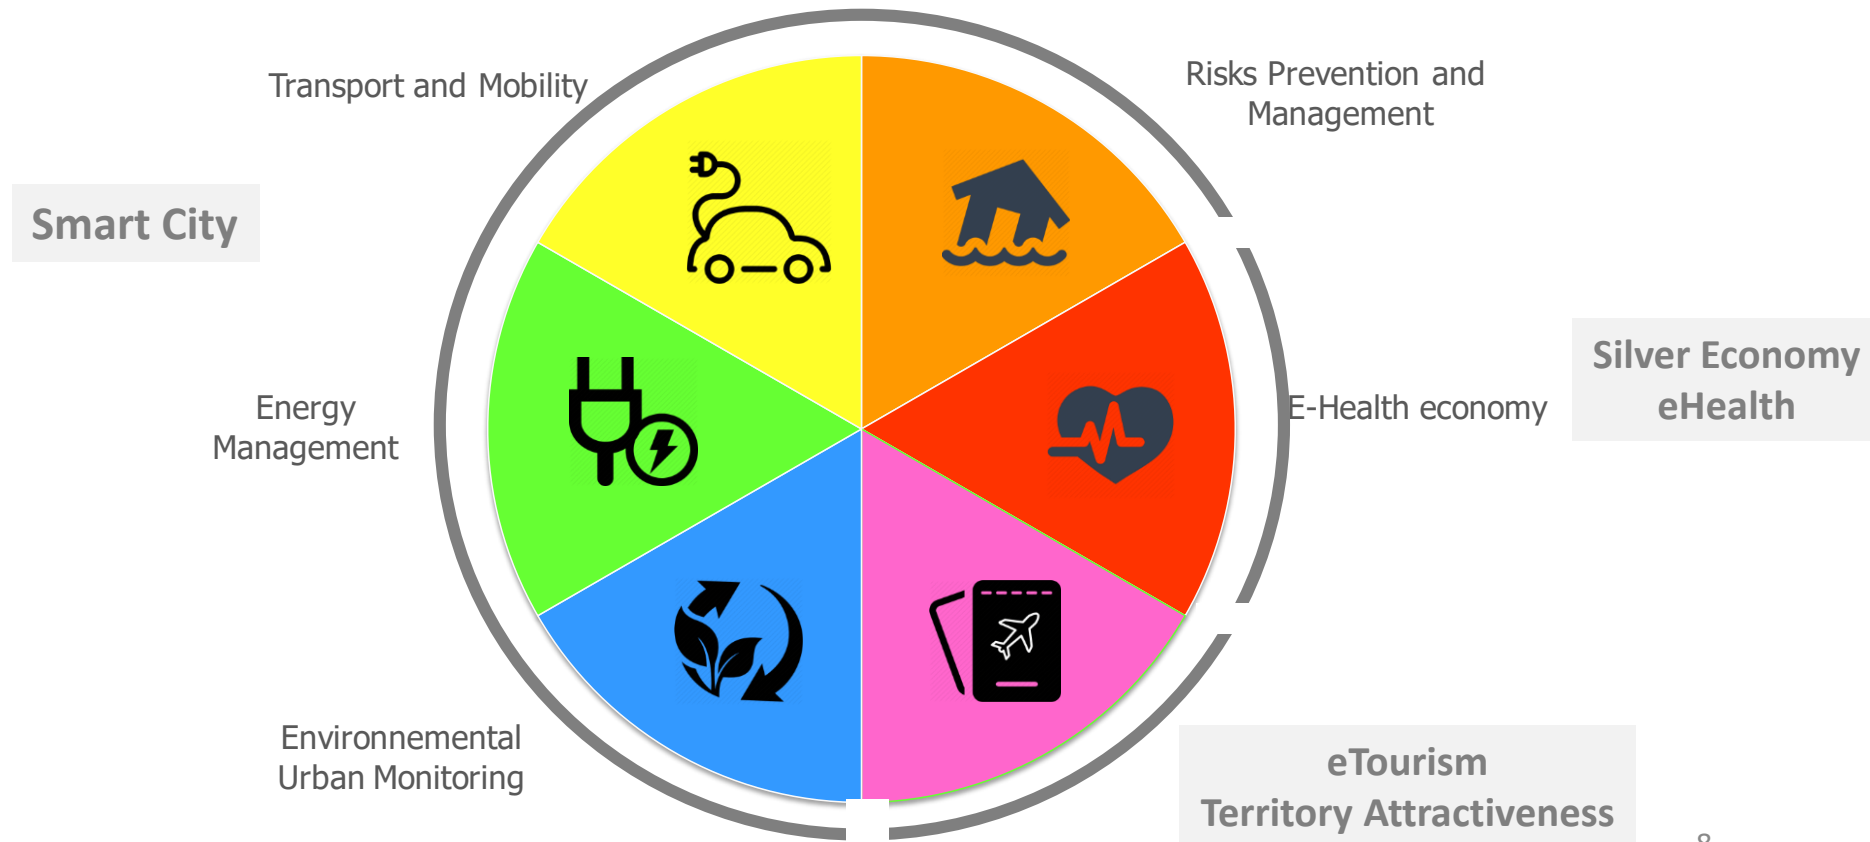 Transport and Mobility
Risks Prevention and
Management
Smart City
Silver Economy
eHealth
Energy
Management
E-Health economy
Environnemental
Urban Monitoring
eTourism
Territory Attractiveness
8